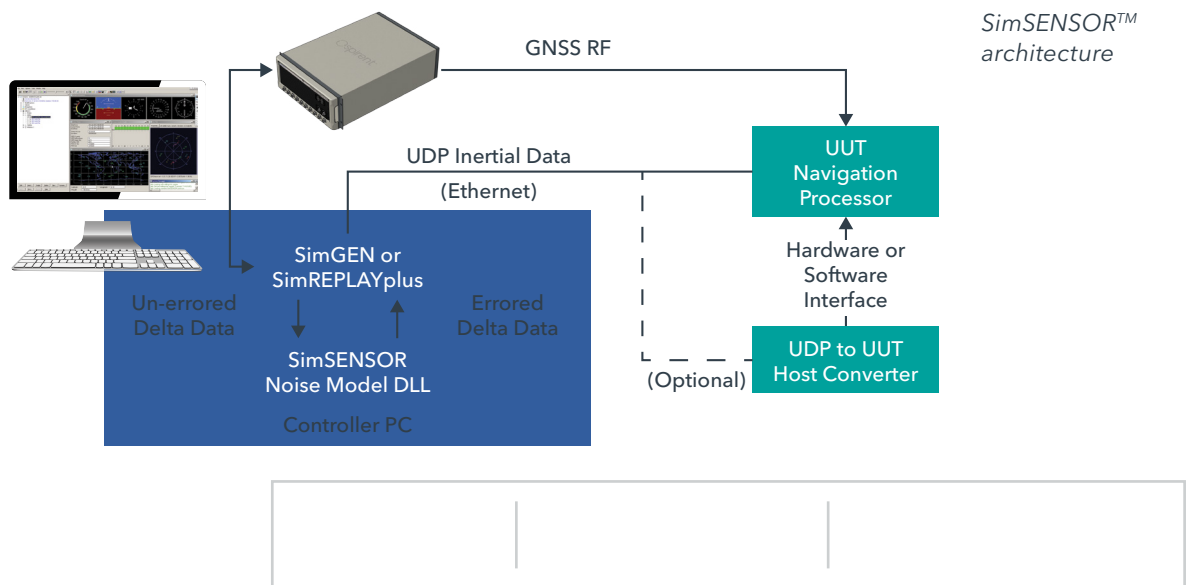 SimSENSOR™
architecture
GNSS RF
Spirent
UDP Inertial Data
(Ethernet)
UUT
Navigation
Processor
SimGEN or
SimREPLAYplus
Hardware or
Software
Interface
Un-errored
Delta Data
Errored
Delta Data
SimSENSOR
Noise Model DLL
UDP to UUT
Host Converter
(Optional)
Controller PC